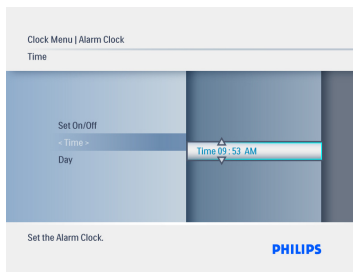 Clock Menu | Alarm Clock
Time
Set On/Off
< Time >
Time 09 : 53 AM
Day
Set the Alarm Clock.
PHILIPS